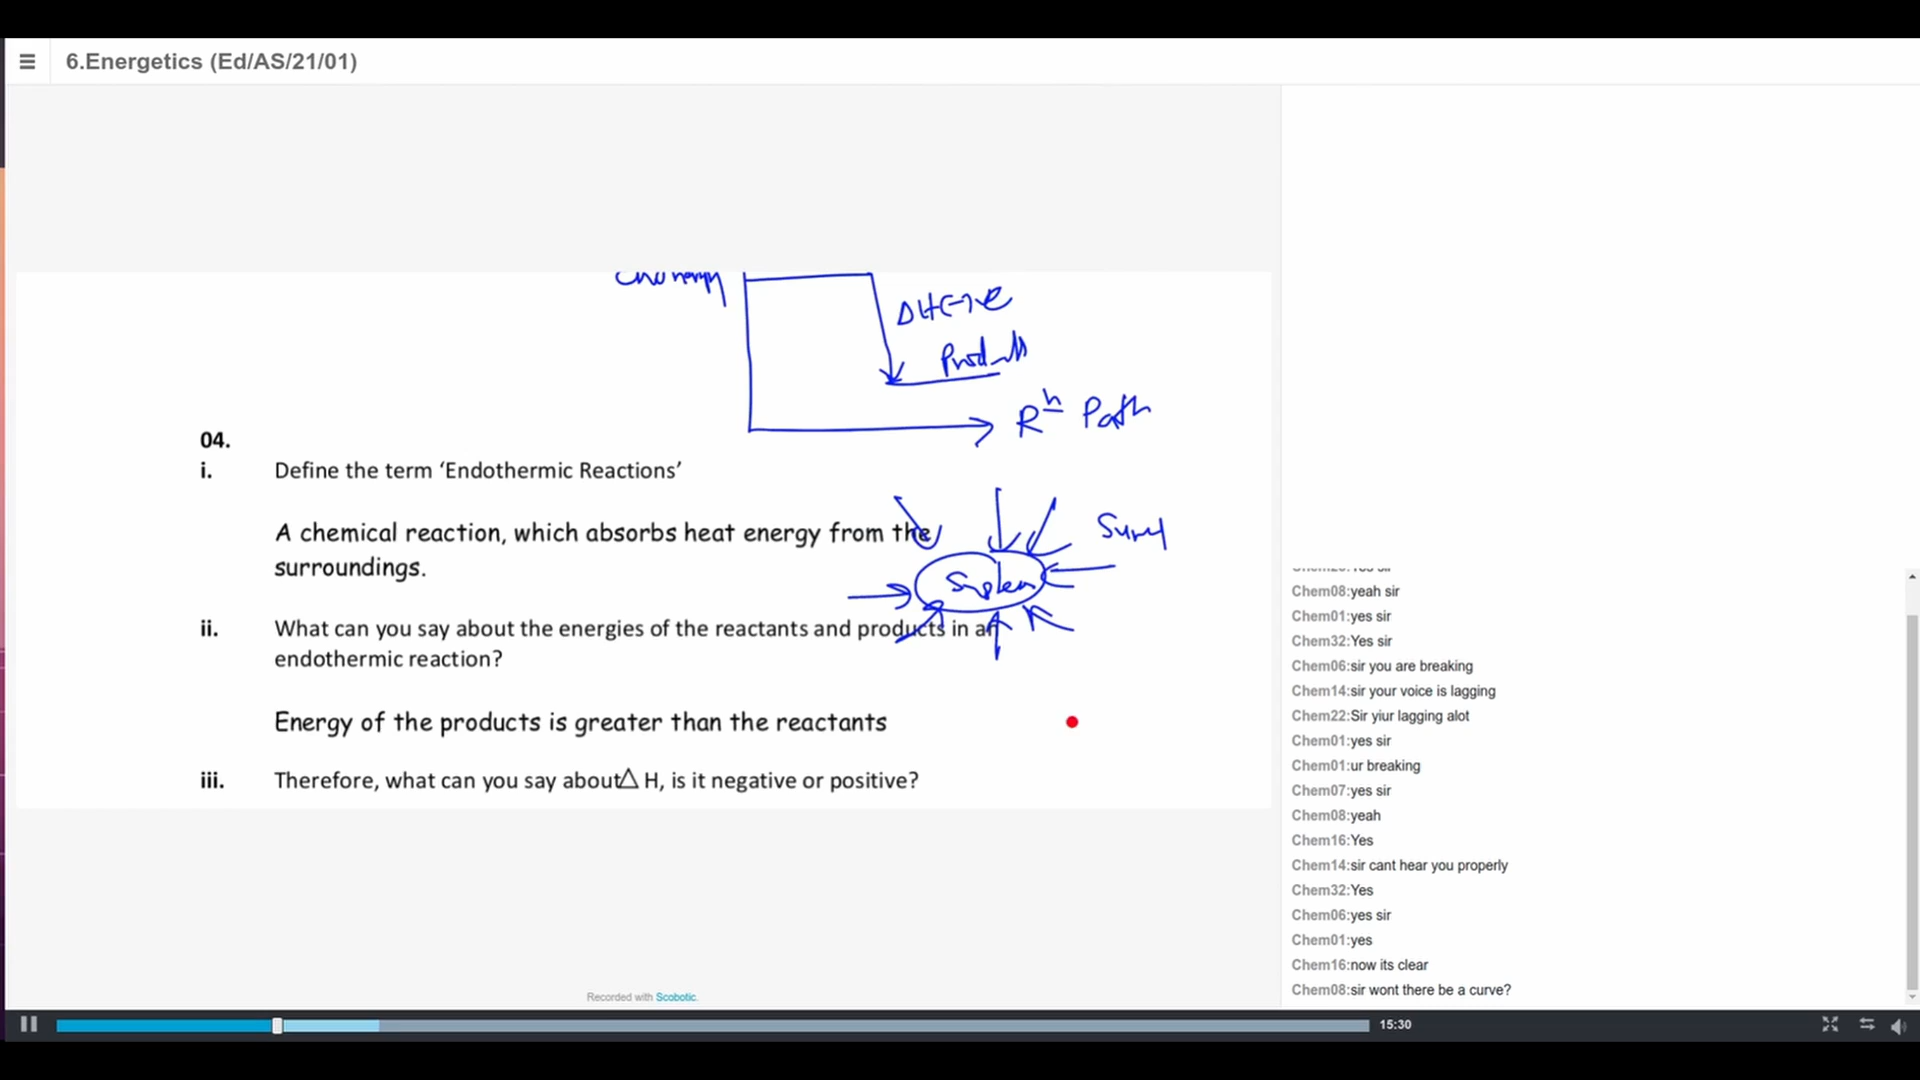 6.Energetics (Ed/AS/21/01)
ΔH(-)ve
Products
Rn Path
04.
i. Define the term ‘Endothermic Reactions’
A chemical reaction, which absorbs heat energy from the
surroundings.
System
ii. What can you say about the energies of the reactants and products in an
endothermic reaction?
Energy of the products is greater than the reactants
iii. Therefore, what can you say about△ H, is it negative or positive?
Recorded with Scobotic.
Chem08:yeah sir
Chem01:yes sir
Chem32:Yes sir
Chem06:sir you are breaking
Chem14:sir your voice is lagging
Chem22:Sir yiur lagging alot
Chem01:yes sir
Chem01:ur breaking
Chem07:yes sir
Chem08:yeah
Chem16:Yes
Chem14:sir cant hear you properly
Chem32:Yes
Chem06:yes sir
Chem01:yes
Chem16:now its clear
Chem08:sir wont there be a curve?
15:30